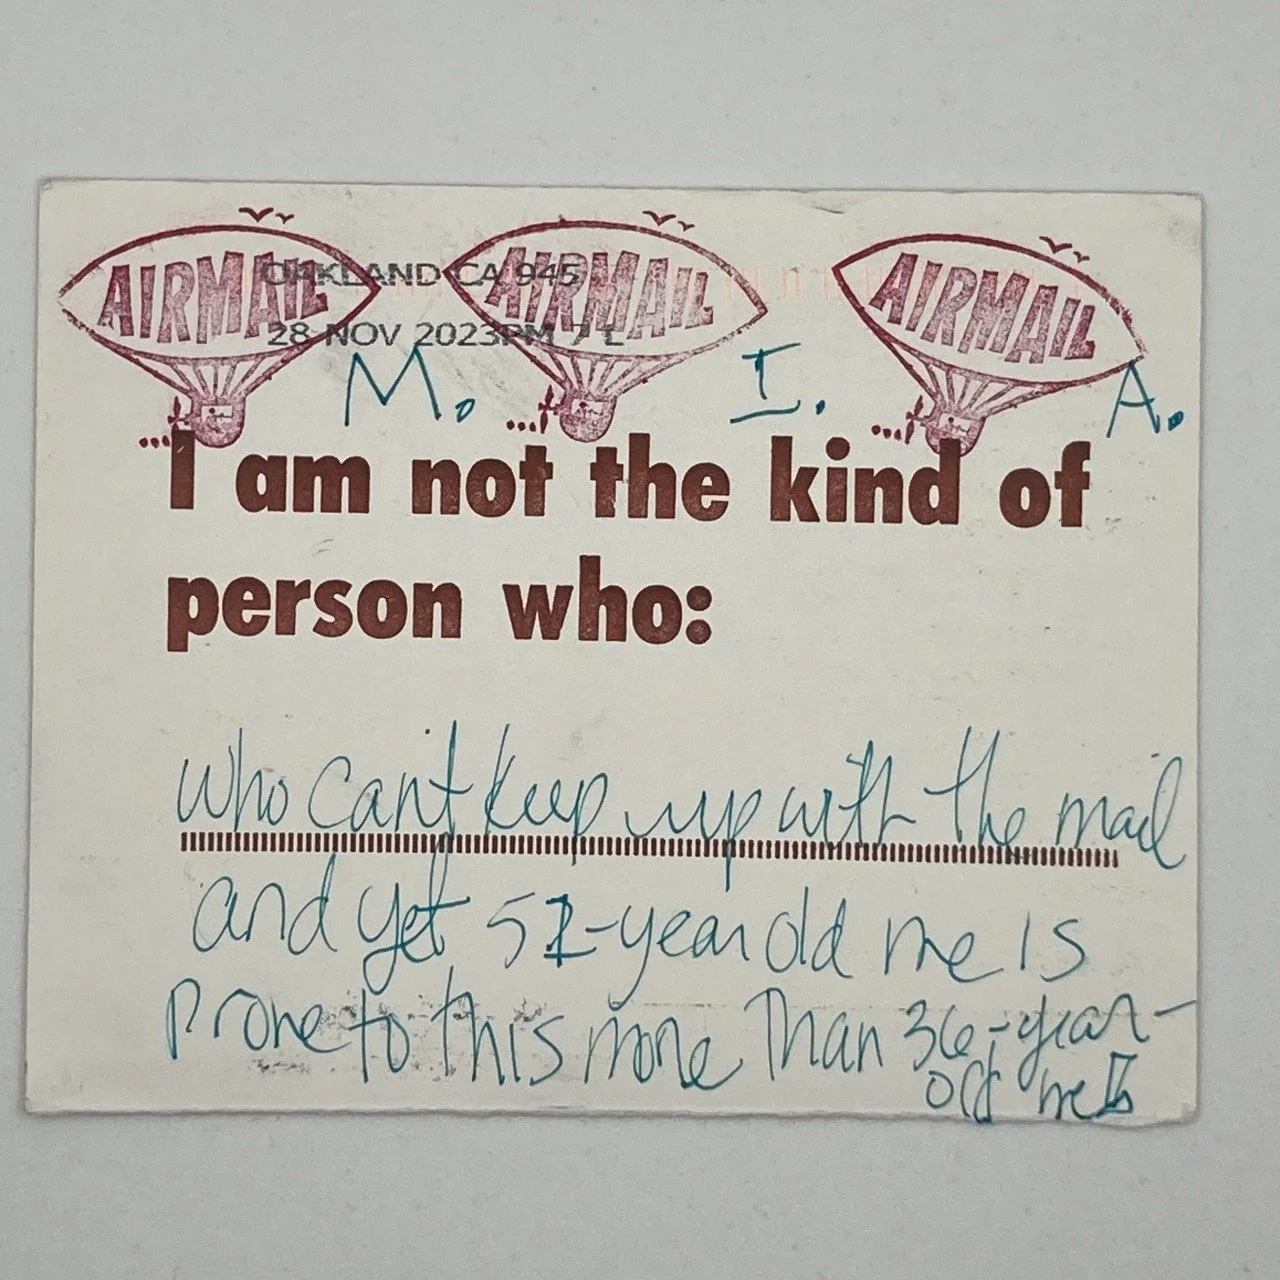 AIRMAIL AIRMAIL AIRMAIL
OAKLAND CA 945
28 NOV 2023PM 7 L
M. I. A.
I am not the kind of
person who:
who can't keep up with the mail
and yet 51-year old me is
prone to this more than 36-year-
old me